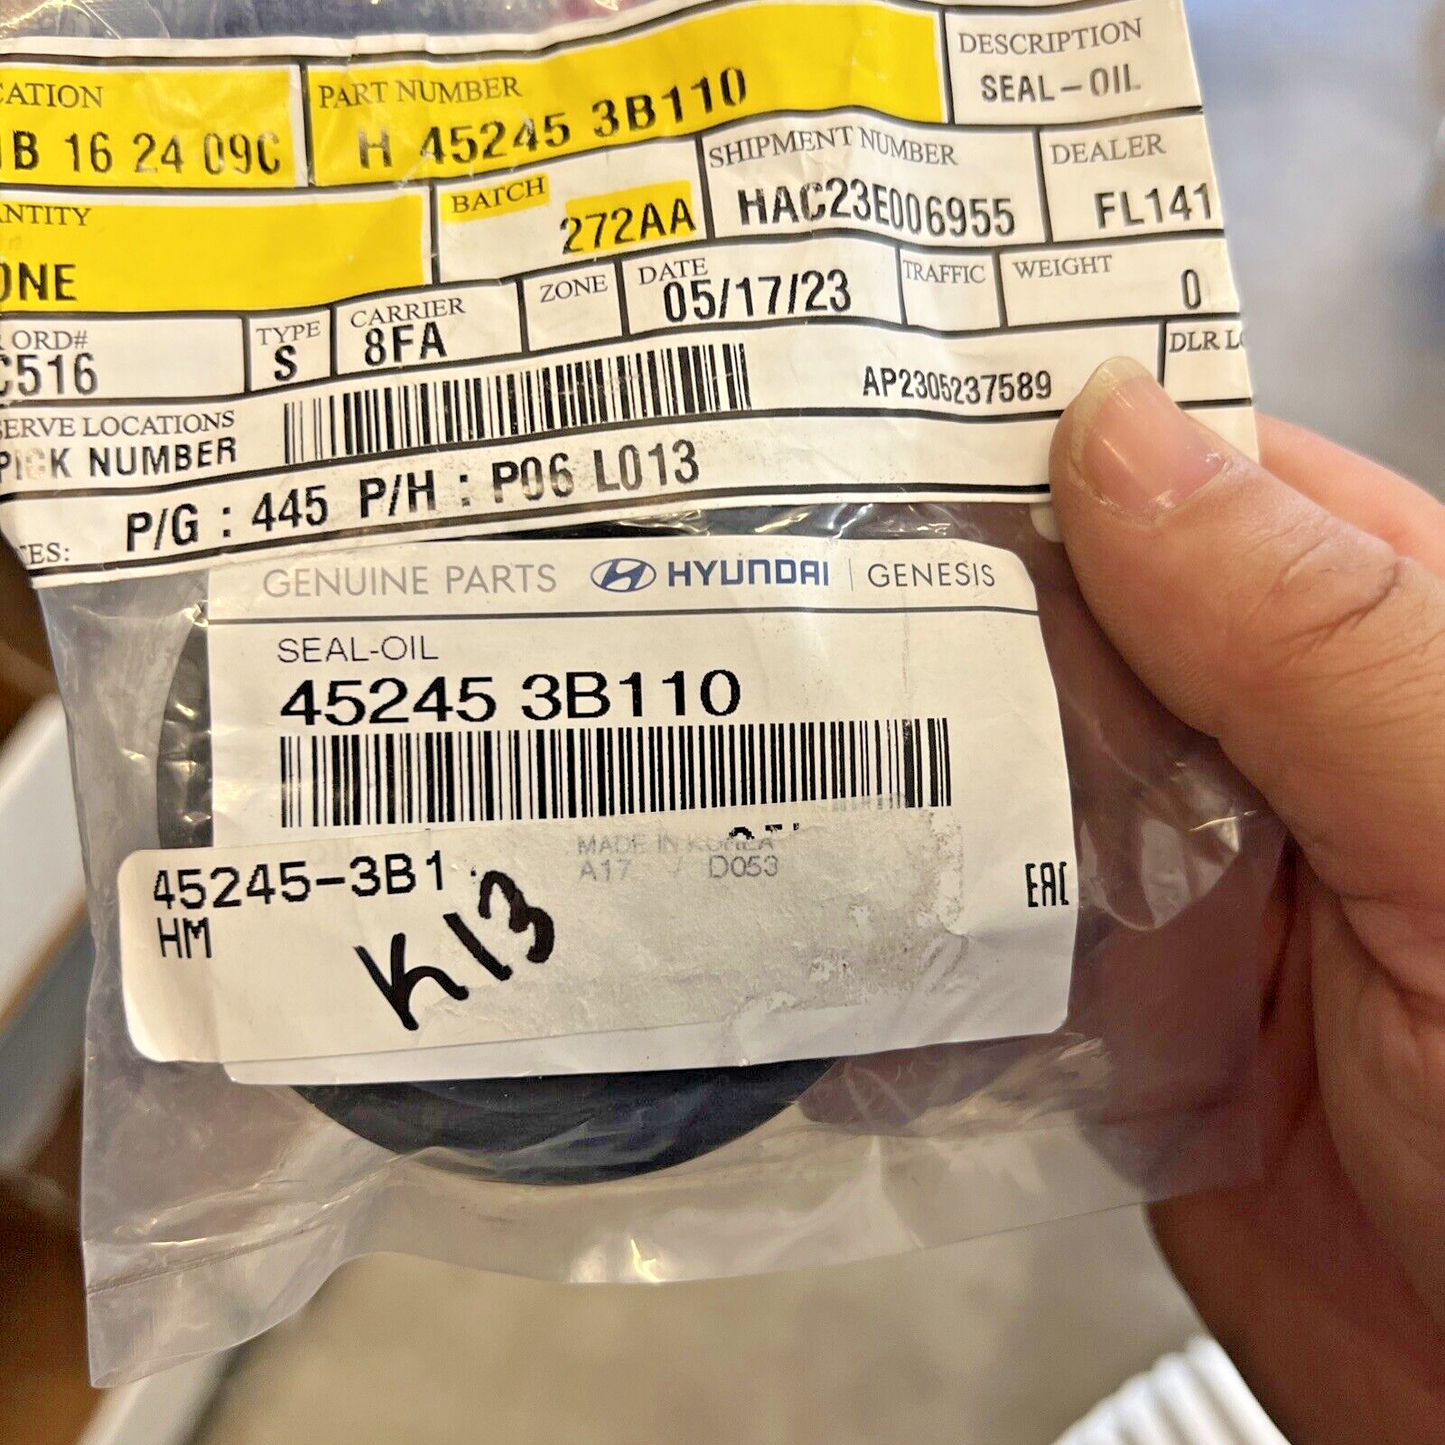 CATION PART NUMBER DESCRIPTION
B 16 24 09C H 45245 3B110 SEAL-OIL
ANTITY BATCH SHIPMENT NUMBER DEALER
ONE 272AA HAC23E006955 FL141
ORD# TYPE CARRIER ZONE DATE TRAFFIC WEIGHT
C516 S 8FA 05/17/23 0
ERVE LOCATIONS AP2305237589 DLR L
PICK NUMBER
P/G : 445 P/H : P06 L013
ES:
GENUINE PARTS HYUNDAI | GENESIS
SEAL-OIL
45245 3B110
MADE IN KOREA
A17 / D053
45245-3B1
HM
K13
EAC